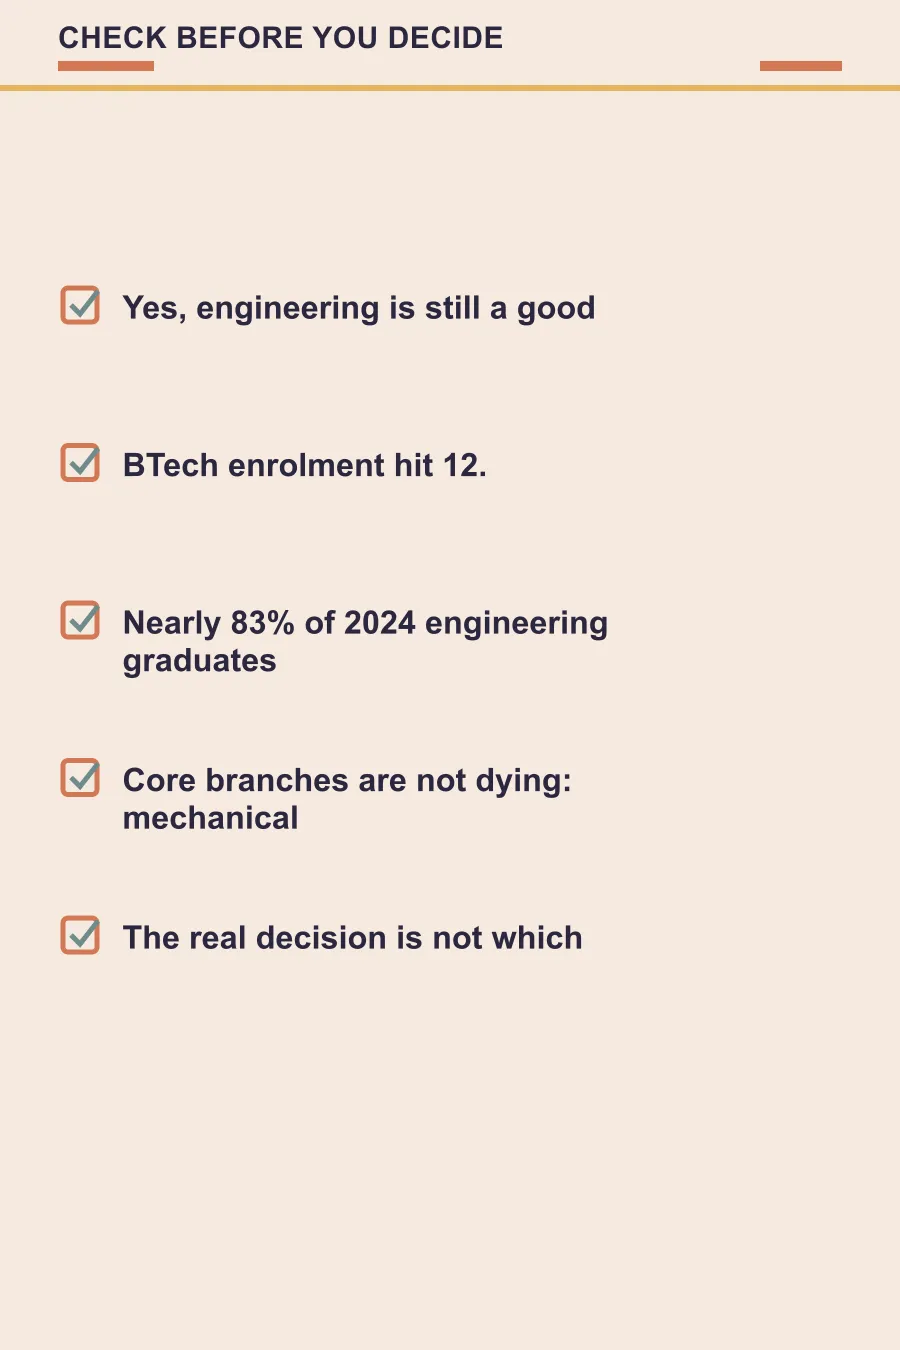 CHECK BEFORE YOU DECIDE
Yes, engineering is still a good
BTech enrolment hit 12.
Nearly 83% of 2024 engineering
graduates
Core branches are not dying:
mechanical
The real decision is not which